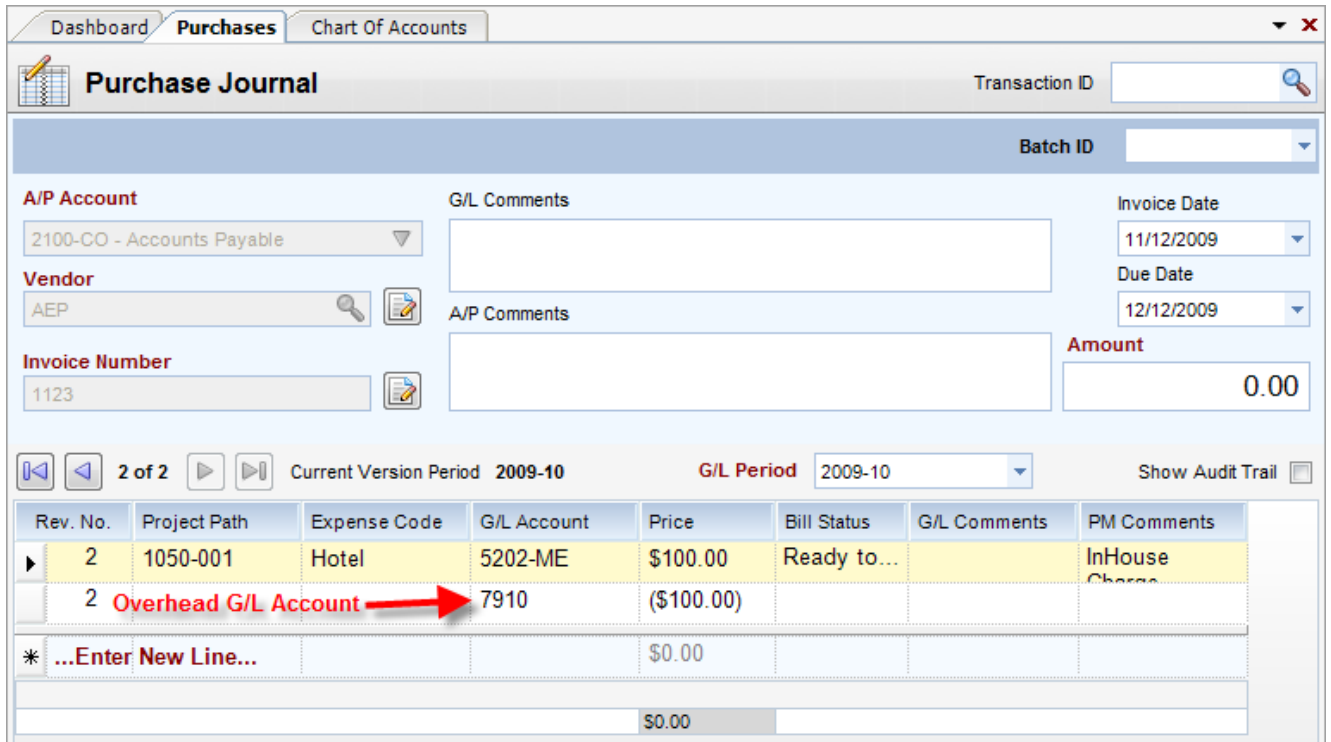 Dashboard Purchases Chart Of Accounts
Purchase Journal Transaction ID
Batch ID
A/P Account G/L Comments Invoice Date
2100-CO - Accounts Payable 11/12/2009
Vendor Due Date
AEP A/P Comments 12/12/2009
Invoice Number Amount
1123 0.00
2 of 2 Current Version Period 2009-10 G/L Period 2009-10 Show Audit Trail
Rev. No. Project Path Expense Code G/L Account Price Bill Status G/L Comments PM Comments
2 1050-001 Hotel 5202-ME $100.00 Ready to... InHouse
Charge
2 Overhead G/L Account 7910 ($100.00)
...Enter New Line... $0.00
$0.00